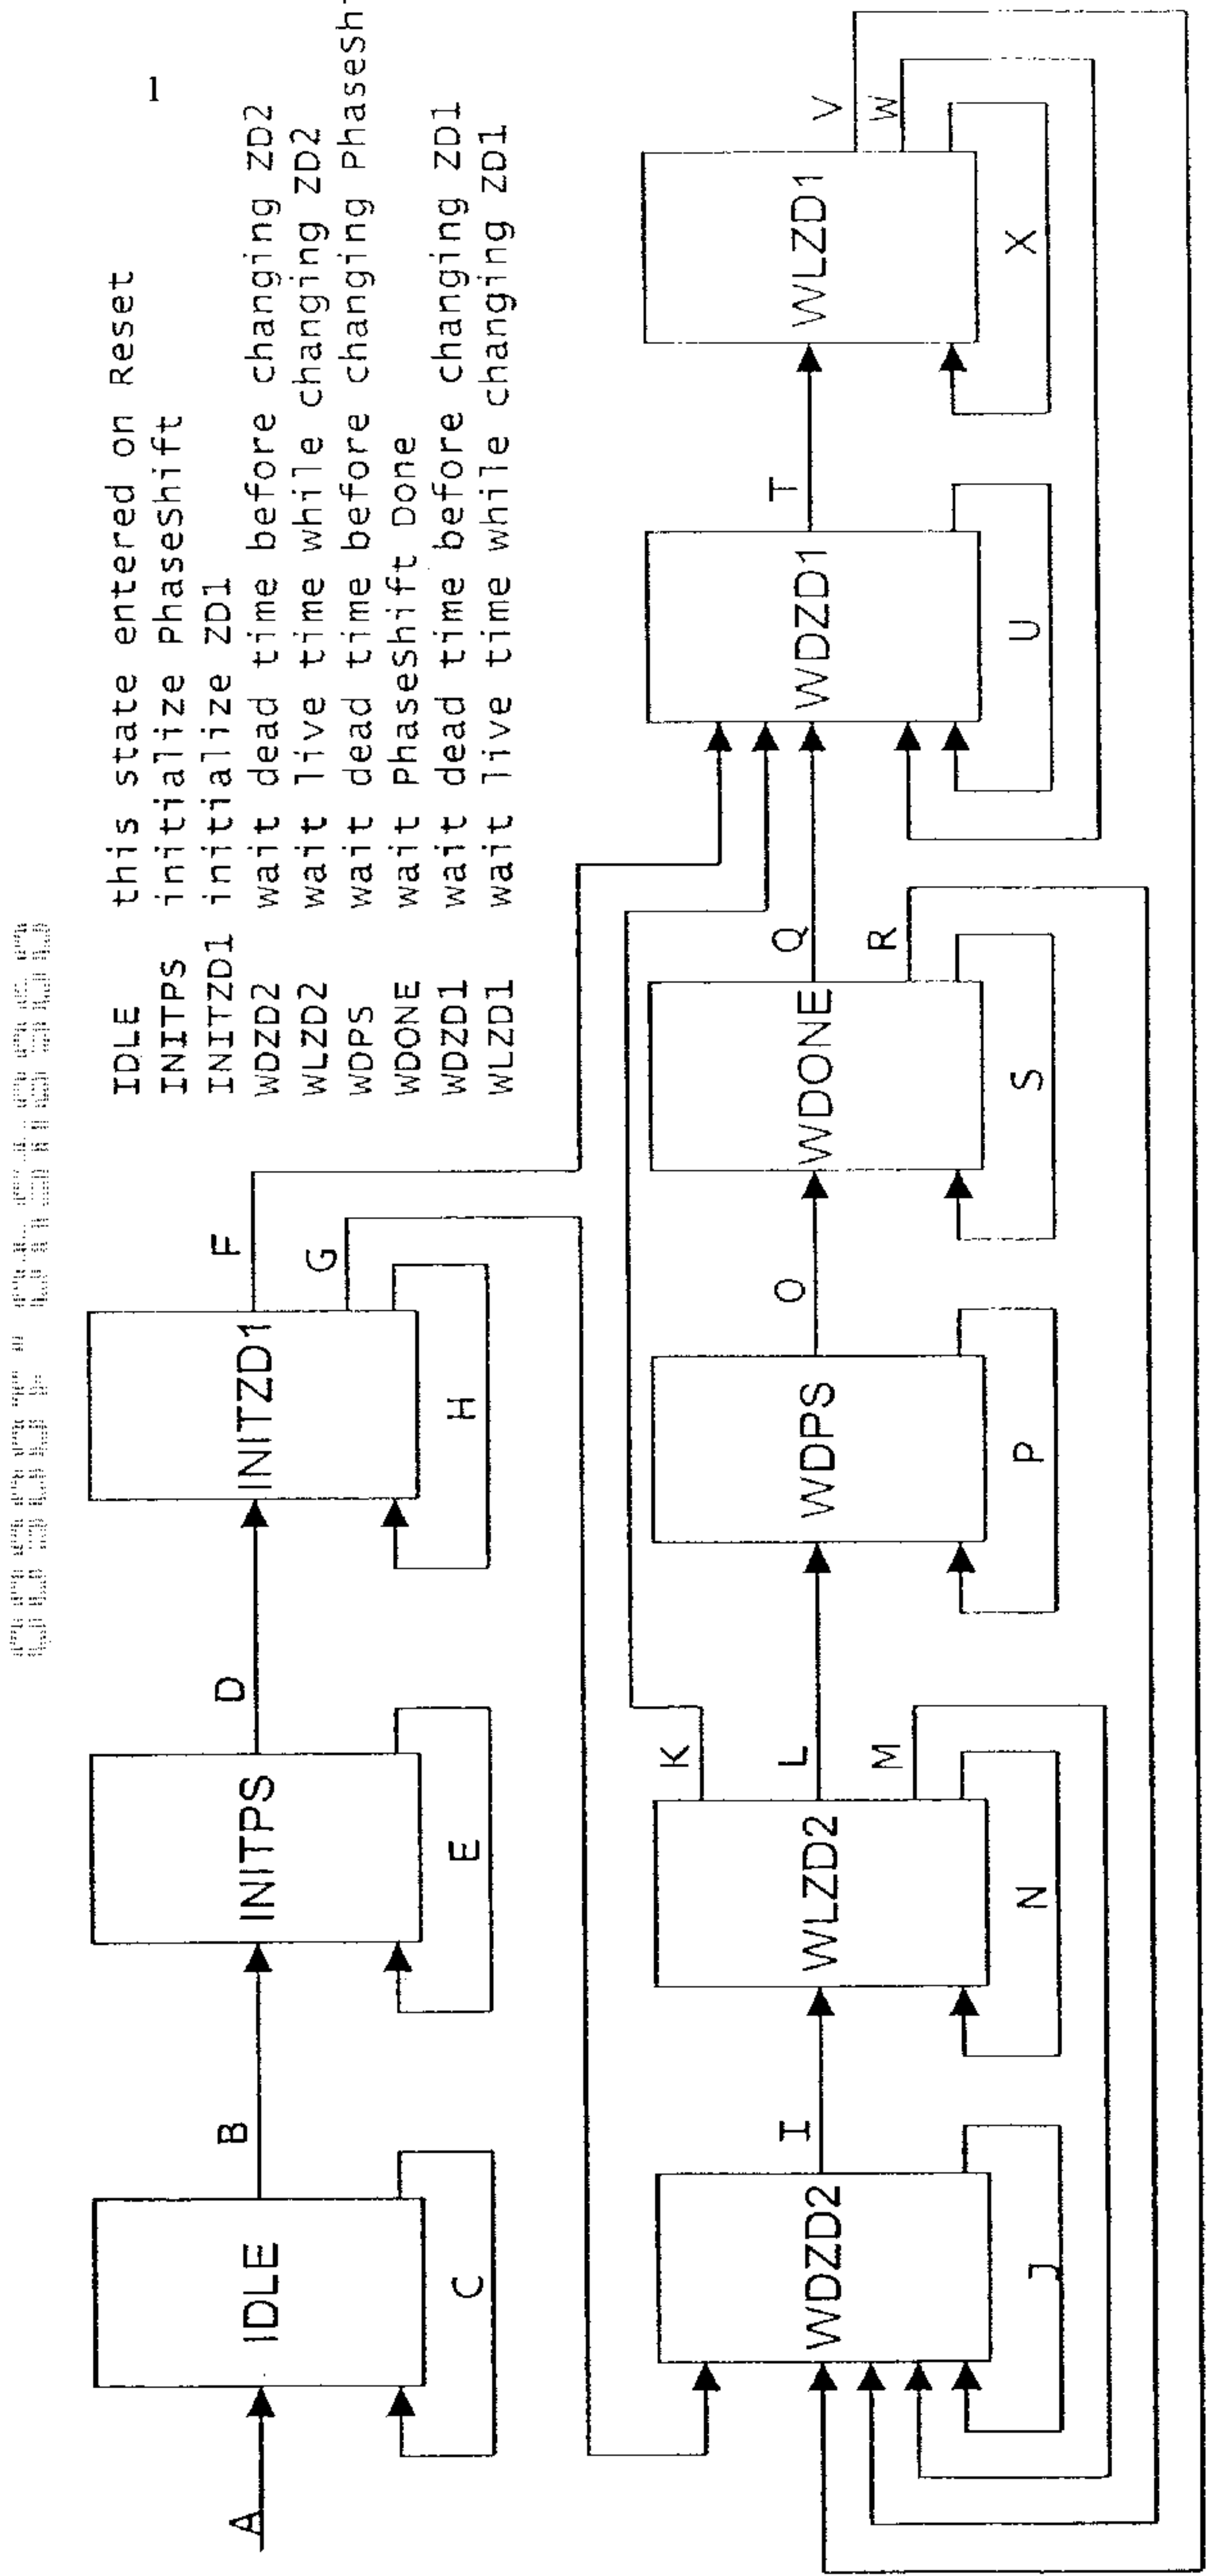 1
IDLE this state entered on Reset
INITPS initialize PhaseShift
INITZD1 initialize ZD1
WDZD2 wait dead time before changing ZD2
WLZD2 wait live time while changing ZD2
WDPS wait dead time before changing Phasesh
WDONE wait Phaseshift Done
WDZD1 wait dead time before changing ZD1
WLZD1 wait live time while changing ZD1
A
IDLE
B
C
INITPS
D
E
INITZD1
F
G
H
WDZD2
I
J
WLZD2
K
L
M
N
WDPS
O
P
WDONE
Q
R
S
WDZD1
T
U
WLZD1
V
W
X